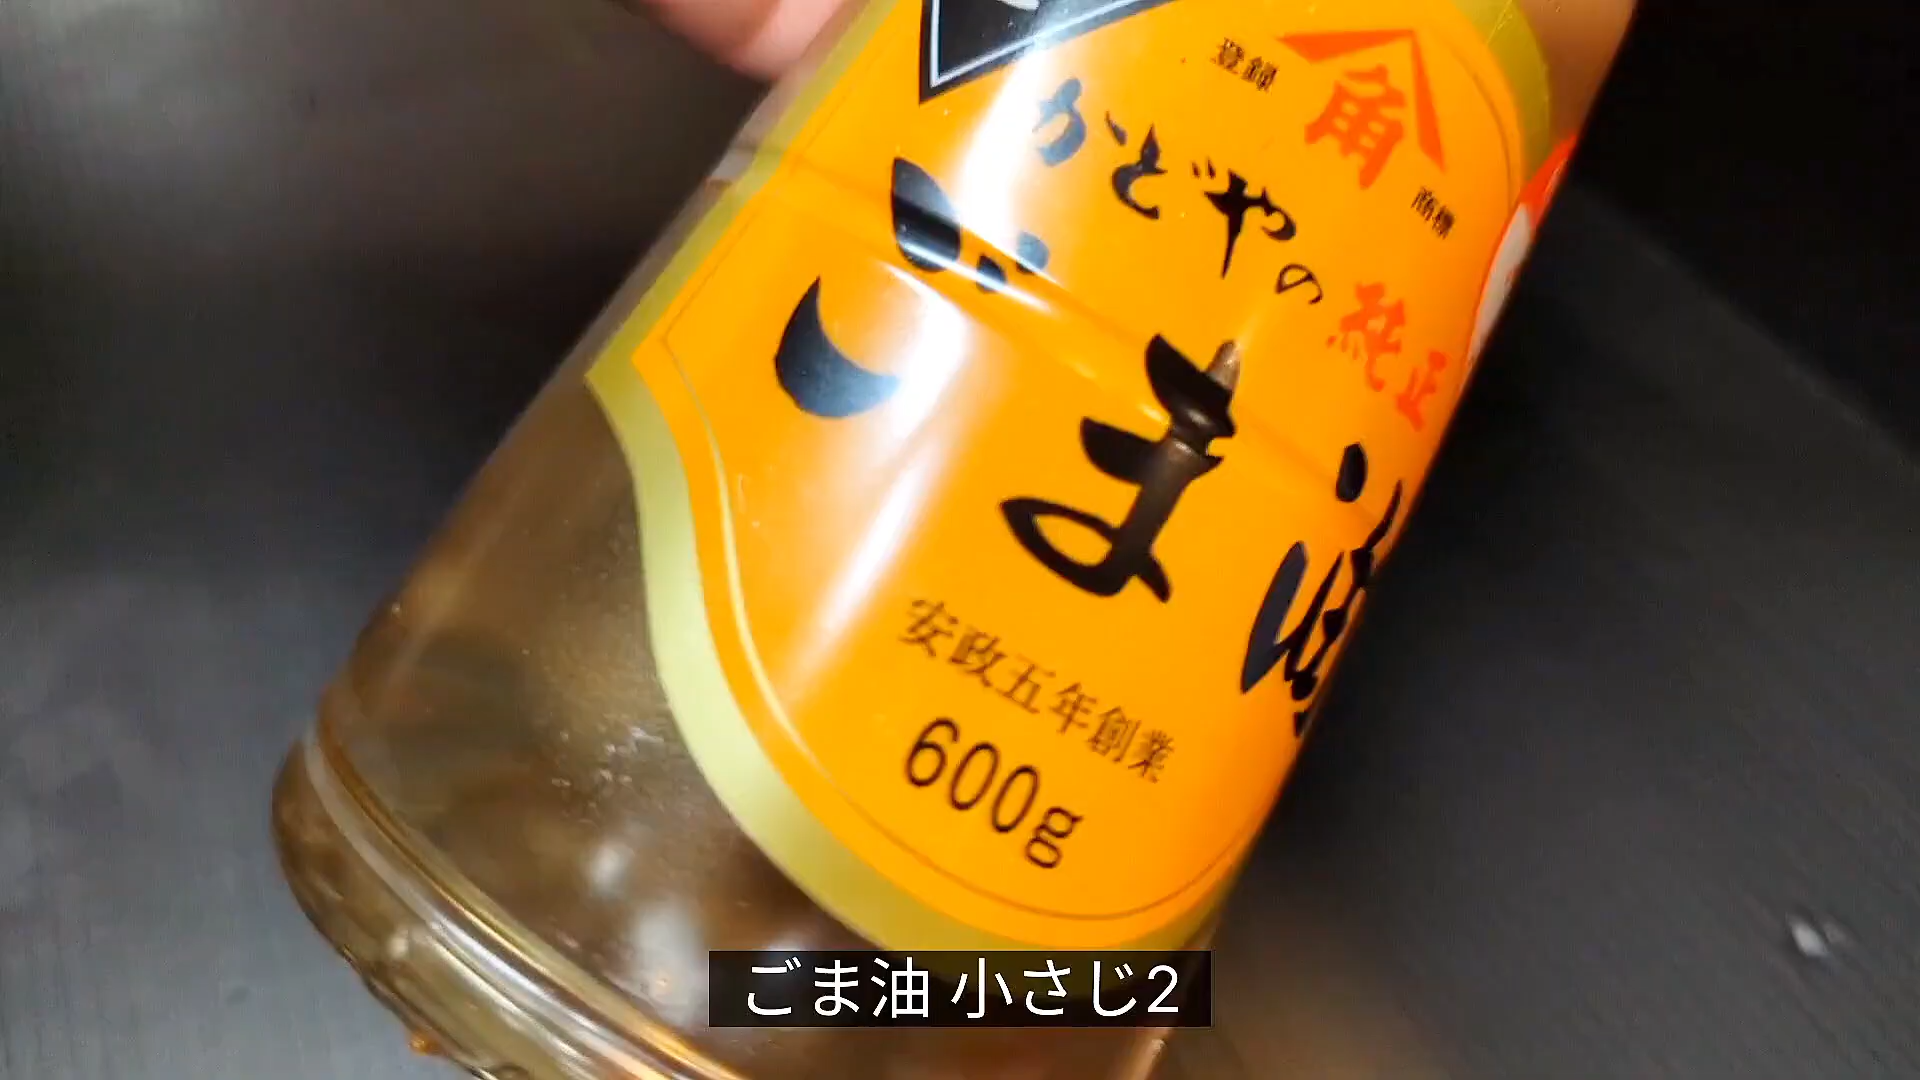 登録
角
商標
かどやの
純正
ごま油
安政五年創業
600g
ごま油 小さじ2